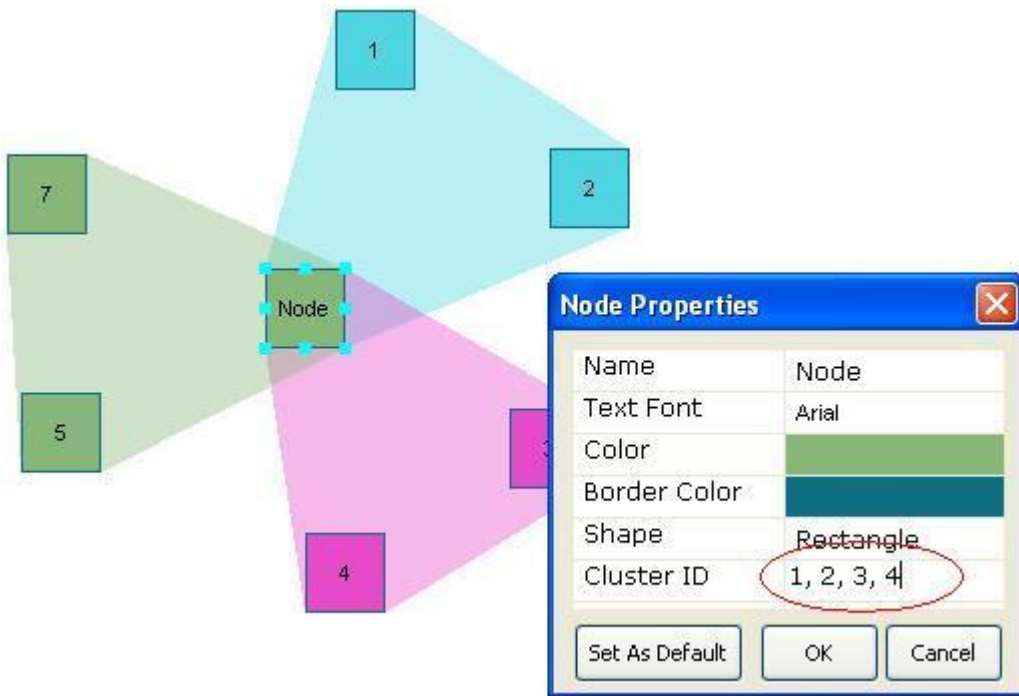 1
2
7
Node
5
3
4
Node Properties
Name Node
Text Font Arial
Color
Border Color
Shape Rectangle
Cluster ID 1, 2, 3, 4
Set As Default OK Cancel